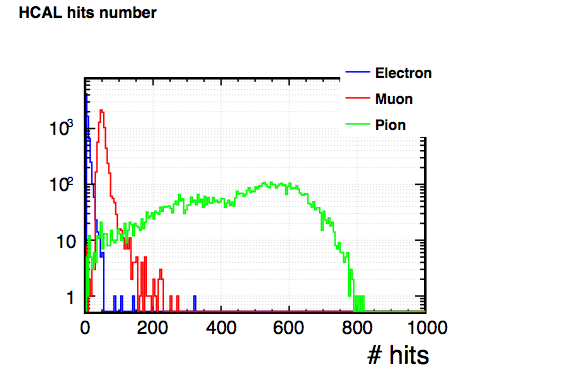 HCAL hits number
Electron
Muon
Pion
10³
10²
10
1
0 200 400 600 800 1000
# hits